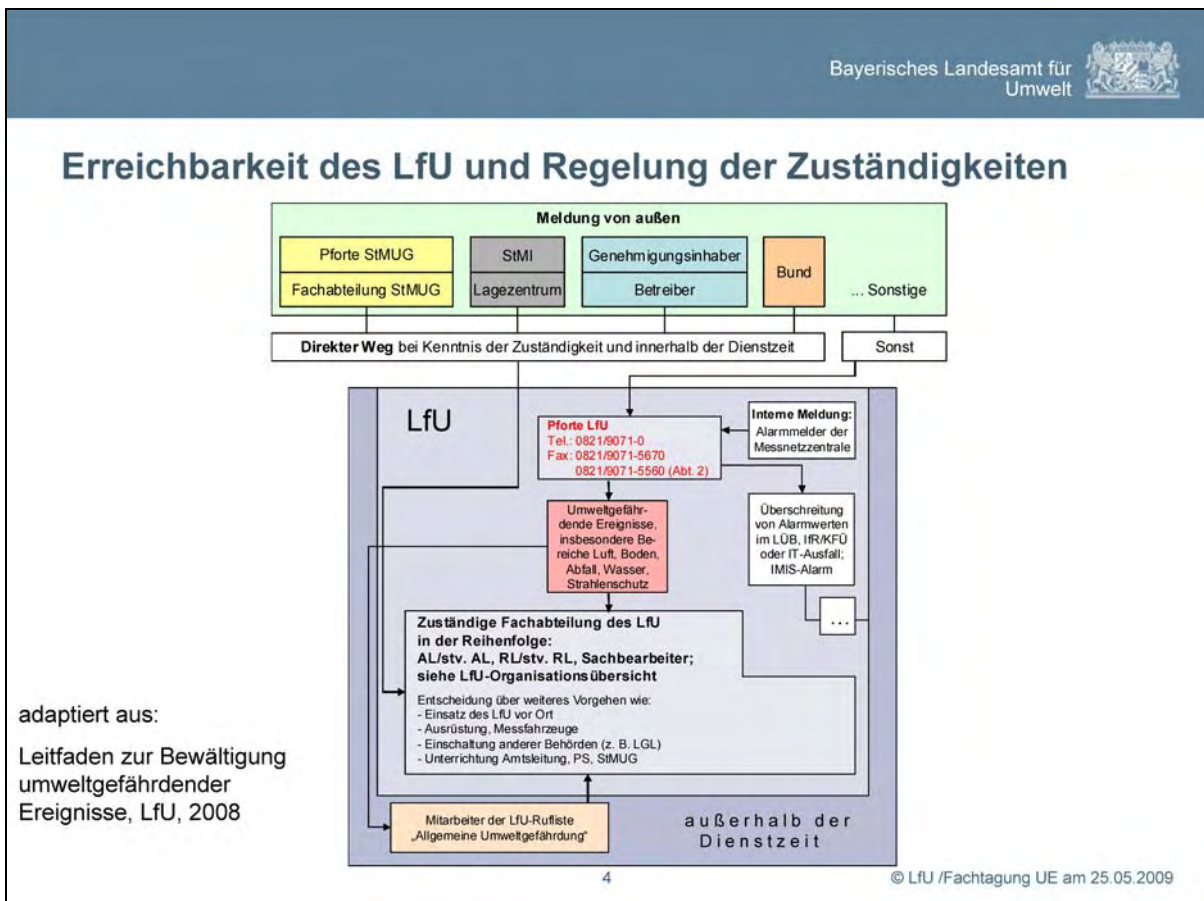 Bayerisches Landesamt für
Umwelt
Erreichbarkeit des LfU und Regelung der Zuständigkeiten
Meldung von außen
Pforte StMUG
Fachabteilung StMUG
StMI
Lagezentrum
Genehmigungsinhaber
Betreiber
Bund
... Sonstige
Direkter Weg bei Kenntnis der Zuständigkeit und innerhalb der Dienstzeit
Sonst
LfU
Pforte LfU
Tel.: 0821/9071-0
Fax: 0821/9071-5670
0821/9071-5560 (Abt. 2)
Interne Meldung:
Alarmmelder der
Messnetzzentrale
Umweltgefähr-
dende Ereignisse,
insbesondere Be-
reiche Luft, Boden,
Abfall, Wasser,
Strahlenschutz
Überschreitung
von Alarmwerten
im LÜB, IfR/KFÜ
oder IT-Ausfall;
IMIS-Alarm
...
Zuständige Fachabteilung des LfU
in der Reihenfolge:
AL/stv. AL, RL/stv. RL, Sachbearbeiter;
siehe LfU-Organisationsübersicht
Entscheidung über weiteres Vorgehen wie:
- Einsatz des LfU vor Ort
- Ausrüstung, Messfahrzeuge
- Einschaltung anderer Behörden (z. B. LGL)
- Unterrichtung Amtsleitung, PS, StMUG
Mitarbeiter der LfU-Rufliste
„Allgemeine Umweltgefährdung“
außerhalb der
Dienstzeit
adaptiert aus:
Leitfaden zur Bewältigung
umweltgefährdender
Ereignisse, LfU, 2008
4
© LfU /Fachtagung UE am 25.05.2009